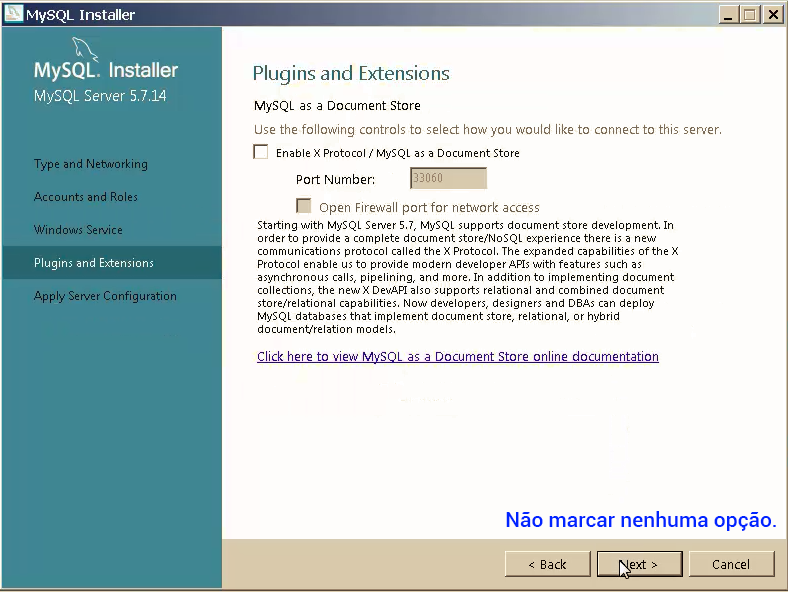 MySQL Installer
MySQL. Installer
MySQL Server 5.7.14
Type and Networking
Accounts and Roles
Windows Service
Plugins and Extensions
Apply Server Configuration
Plugins and Extensions
MySQL as a Document Store
Use the following controls to select how you would like to connect to this server.
Enable X Protocol / MySQL as a Document Store
Port Number: 33060
Open Firewall port for network access
Starting with MySQL Server 5.7, MySQL supports document store development. In
order to provide a complete document store/NoSQL experience there is a new
communications protocol called the X Protocol. The expanded capabilities of the X
Protocol enable us to provide modern developer APIs with features such as
asynchronous calls, pipelining, and more. In addition to implementing document
collections, the new X DevAPI also supports relational and combined document
store/relational capabilities. Now developers, designers and DBAs can deploy
MySQL databases that implement document store, relational, or hybrid
document/relation models.
Click here to view MySQL as a Document Store online documentation
Não marcar nenhuma opção.
< Back
Next >
Cancel